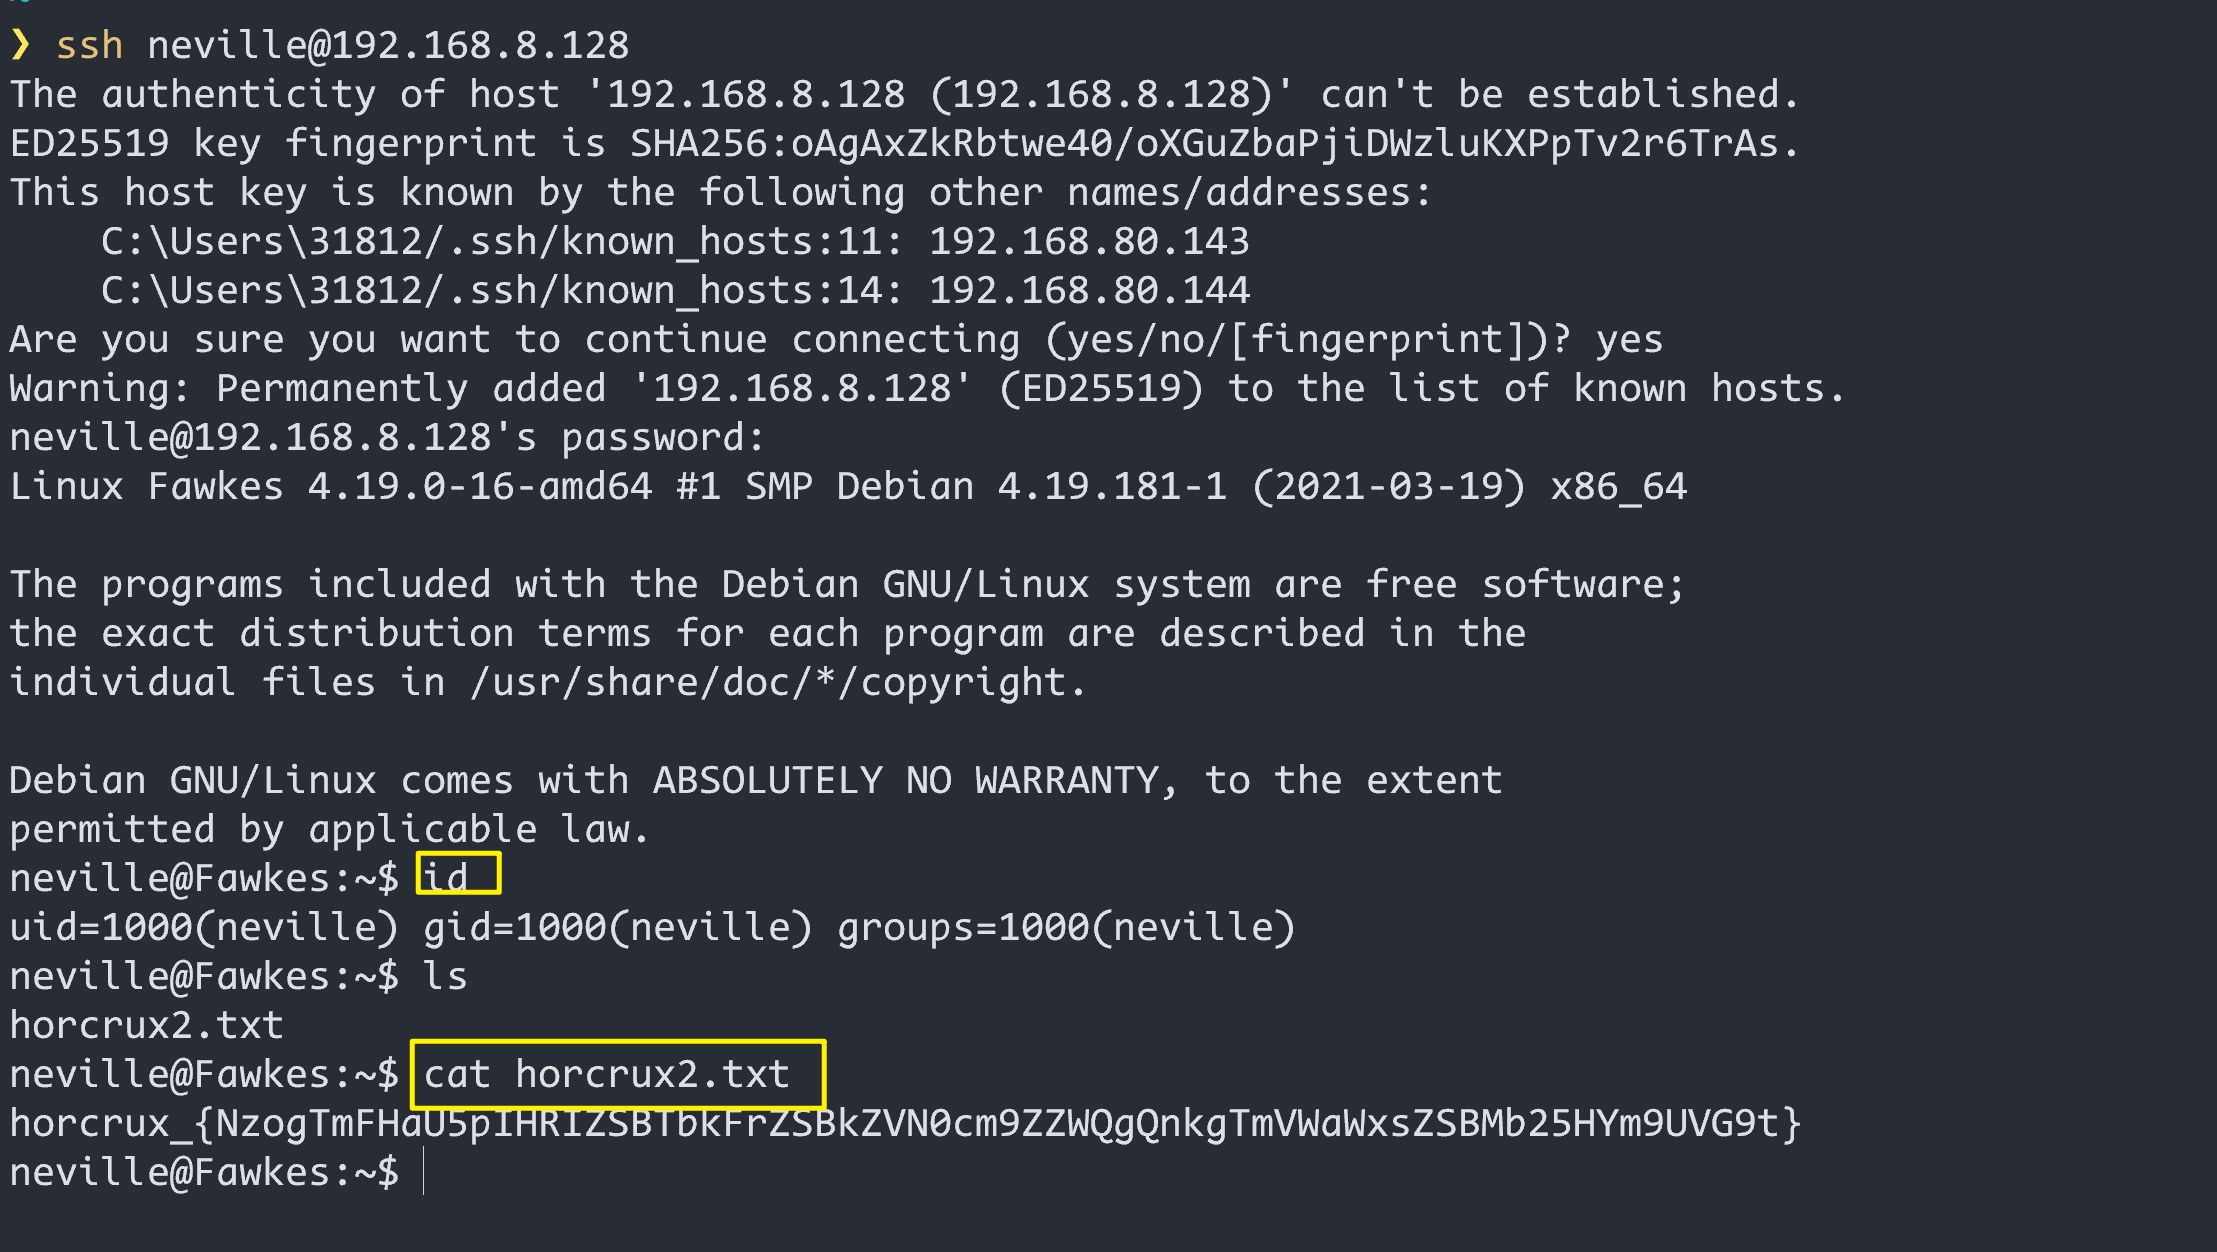 ❯ ssh neville@192.168.8.128
The authenticity of host '192.168.8.128 (192.168.8.128)' can't be established.
ED25519 key fingerprint is SHA256:oAgAxZkRbtwe40/oXGuZbaPjiDWzluKXPpTv2r6TrAs.
This host key is known by the following other names/addresses:
    C:\Users\31812/.ssh/known_hosts:11: 192.168.80.143
    C:\Users\31812/.ssh/known_hosts:14: 192.168.80.144
Are you sure you want to continue connecting (yes/no/[fingerprint])? yes
Warning: Permanently added '192.168.8.128' (ED25519) to the list of known hosts.
neville@192.168.8.128's password:
Linux Fawkes 4.19.0-16-amd64 #1 SMP Debian 4.19.181-1 (2021-03-19) x86_64
The programs included with the Debian GNU/Linux system are free software;
the exact distribution terms for each program are described in the
individual files in /usr/share/doc/*/copyright.
Debian GNU/Linux comes with ABSOLUTELY NO WARRANTY, to the extent
permitted by applicable law.
neville@Fawkes:~$ id
uid=1000(neville) gid=1000(neville) groups=1000(neville)
neville@Fawkes:~$ ls
horcrux2.txt
neville@Fawkes:~$ cat horcrux2.txt
horcrux_{NzogTmFHaU5pIHRIZSBTbkFrZSBkZVN0cm9ZZWQgQnkgTmVWaWxsZSBMb25HYm9UVG9t}
neville@Fawkes:~$